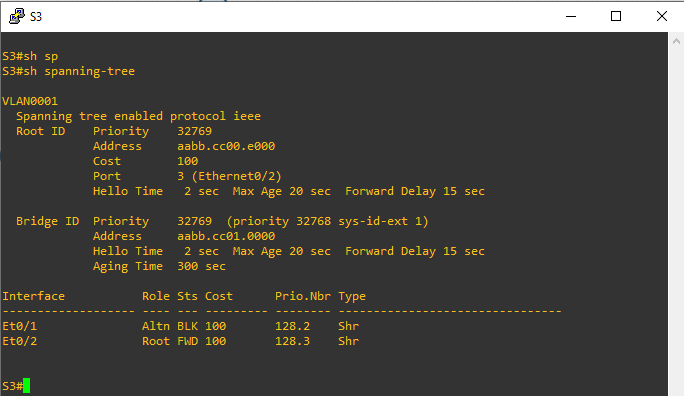 S3
S3#sh sp
S3#sh spanning-tree
VLAN0001
  Spanning tree enabled protocol ieee
  Root ID    Priority    32769
             Address     aabb.cc00.e000
             Cost        100
             Port        3 (Ethernet0/2)
             Hello Time   2 sec  Max Age 20 sec  Forward Delay 15 sec
  Bridge ID  Priority    32769  (priority 32768 sys-id-ext 1)
             Address     aabb.cc01.0000
             Hello Time   2 sec  Max Age 20 sec  Forward Delay 15 sec
             Aging Time  300 sec
Interface           Role Sts Cost      Prio.Nbr Type
------------------- ---- --- --------- -------- --------------------------------
Et0/1               Altn BLK 100       128.2    Shr
Et0/2               Root FWD 100       128.3    Shr
S3#